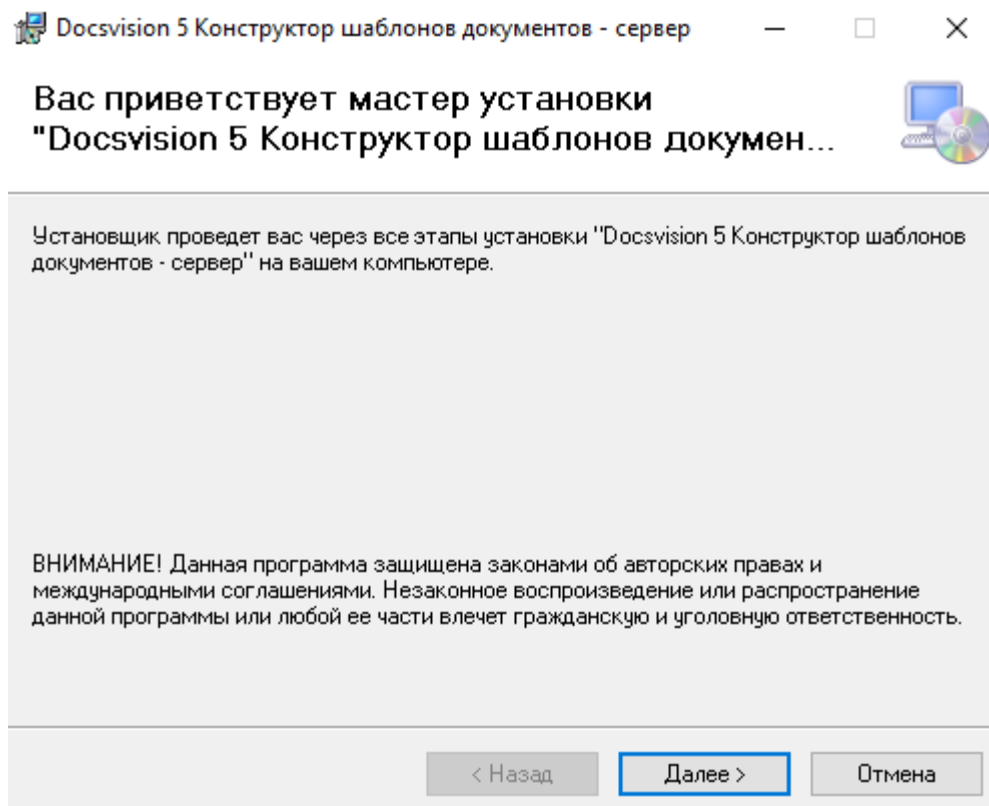 Docsvision 5 Конструктор шаблонов документов - сервер
Вас приветствует мастер установки
"Docsvision 5 Конструктор шаблонов докумен...
Установщик проведет вас через все этапы установки "Docsvision 5 Конструктор шаблонов
документов - сервер" на вашем компьютере.
ВНИМАНИЕ! Данная программа защищена законами об авторских правах и
международными соглашениями. Незаконное воспроизведение или распространение
данной программы или любой ее части влечет гражданскую и уголовную ответственность.
< Назад
Далее >
Отмена